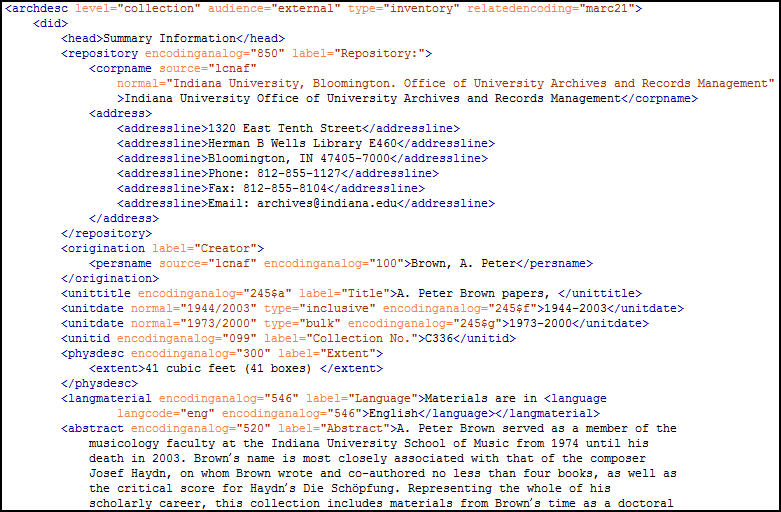 <archdesc level="collection" audience="external" type="inventory" relatedencoding="marc21">
<did>
<head>Summary Information</head>
<repository encodinganalog="850" label="Repository:">
<corpname source="lcnaf"
normal="Indiana University, Bloomington. Office of University Archives and Records Management"
>Indiana University Office of University Archives and Records Management</corpname>
<address>
<addressline>1320 East Tenth Street</addressline>
<addressline>Herman B Wells Library E460</addressline>
<addressline>Bloomington, IN 47405-7000</addressline>
<addressline>Phone: 812-855-1127</addressline>
<addressline>Fax: 812-855-8104</addressline>
<addressline>Email: archives@indiana.edu</addressline>
</address>
</repository>
<origination label="Creator">
<persname source="lcnaf" encodinganalog="100">Brown, A. Peter</persname>
</origination>
<unittitle encodinganalog="245$a" label="Title">A. Peter Brown papers, </unittitle>
<unitdate normal="1944/2003" type="inclusive" encodinganalog="245$f">1944-2003</unitdate>
<unitdate normal="1973/2000" type="bulk" encodinganalog="245$g">1973-2000</unitdate>
<unitid encodinganalog="099" label="Collection No.">C336</unitid>
<physdesc encodinganalog="300" label="Extent">
<extent>41 cubic feet (41 boxes) </extent>
</physdesc>
<langmaterial encodinganalog="546" label="Language">Materials are in <language
langcode="eng" encodinganalog="546">English</language></langmaterial>
<abstract encodinganalog="520" label="Abstract">A. Peter Brown served as a member of the
musicology faculty at the Indiana University School of Music from 1974 until his
death in 2003. Brown's name is most closely associated with that of the composer
Josef Haydn, on whom Brown wrote and co-authored no less than four books, as well as
the critical score for Haydn's Die Schöpfung. Representing the whole of his
scholarly career, this collection includes materials from Brown's time as a doctoral